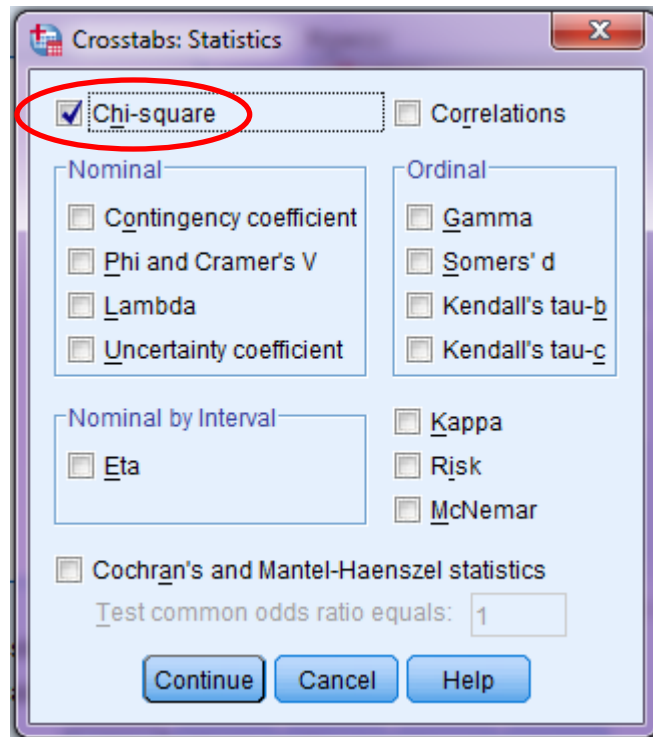 Crosstabs: Statistics
Chi-square
Correlations
Nominal
Contingency coefficient
Phi and Cramer's V
Lambda
Uncertainty coefficient
Ordinal
Gamma
Somers' d
Kendall's tau-b
Kendall's tau-c
Nominal by Interval
Eta
Kappa
Risk
McNemar
Cochran's and Mantel-Haenszel statistics
Test common odds ratio equals: 1
Continue Cancel Help